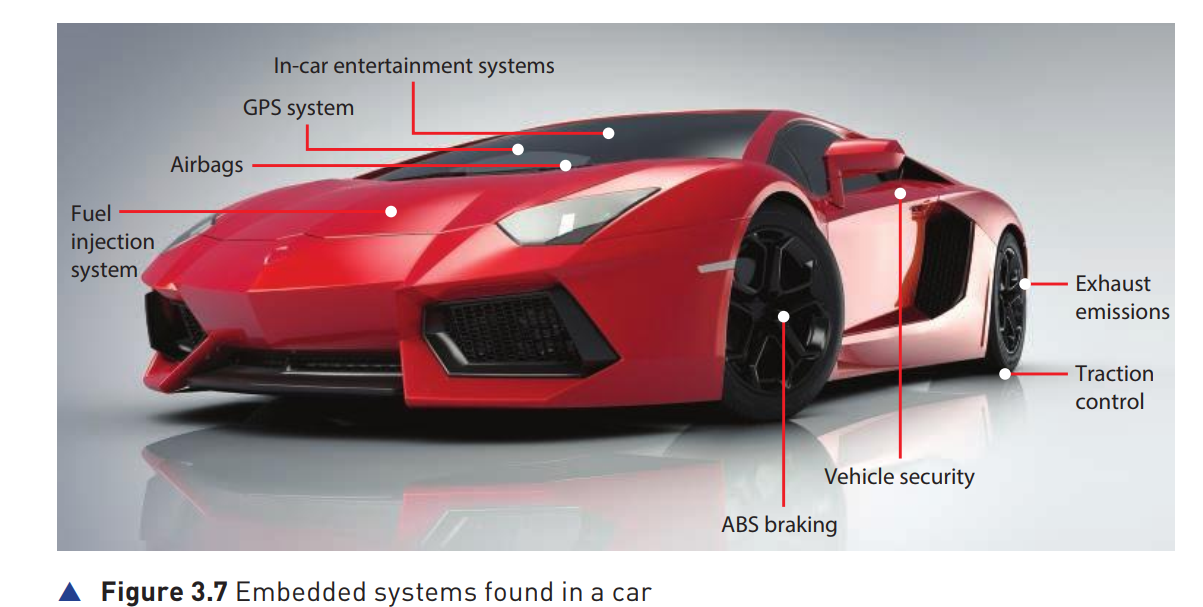 In-car entertainment systems
GPS system
Airbags
Fuel
injection
system
Exhaust
emissions
Traction
control
Vehicle security
ABS braking
▲ Figure 3.7 Embedded systems found in a car